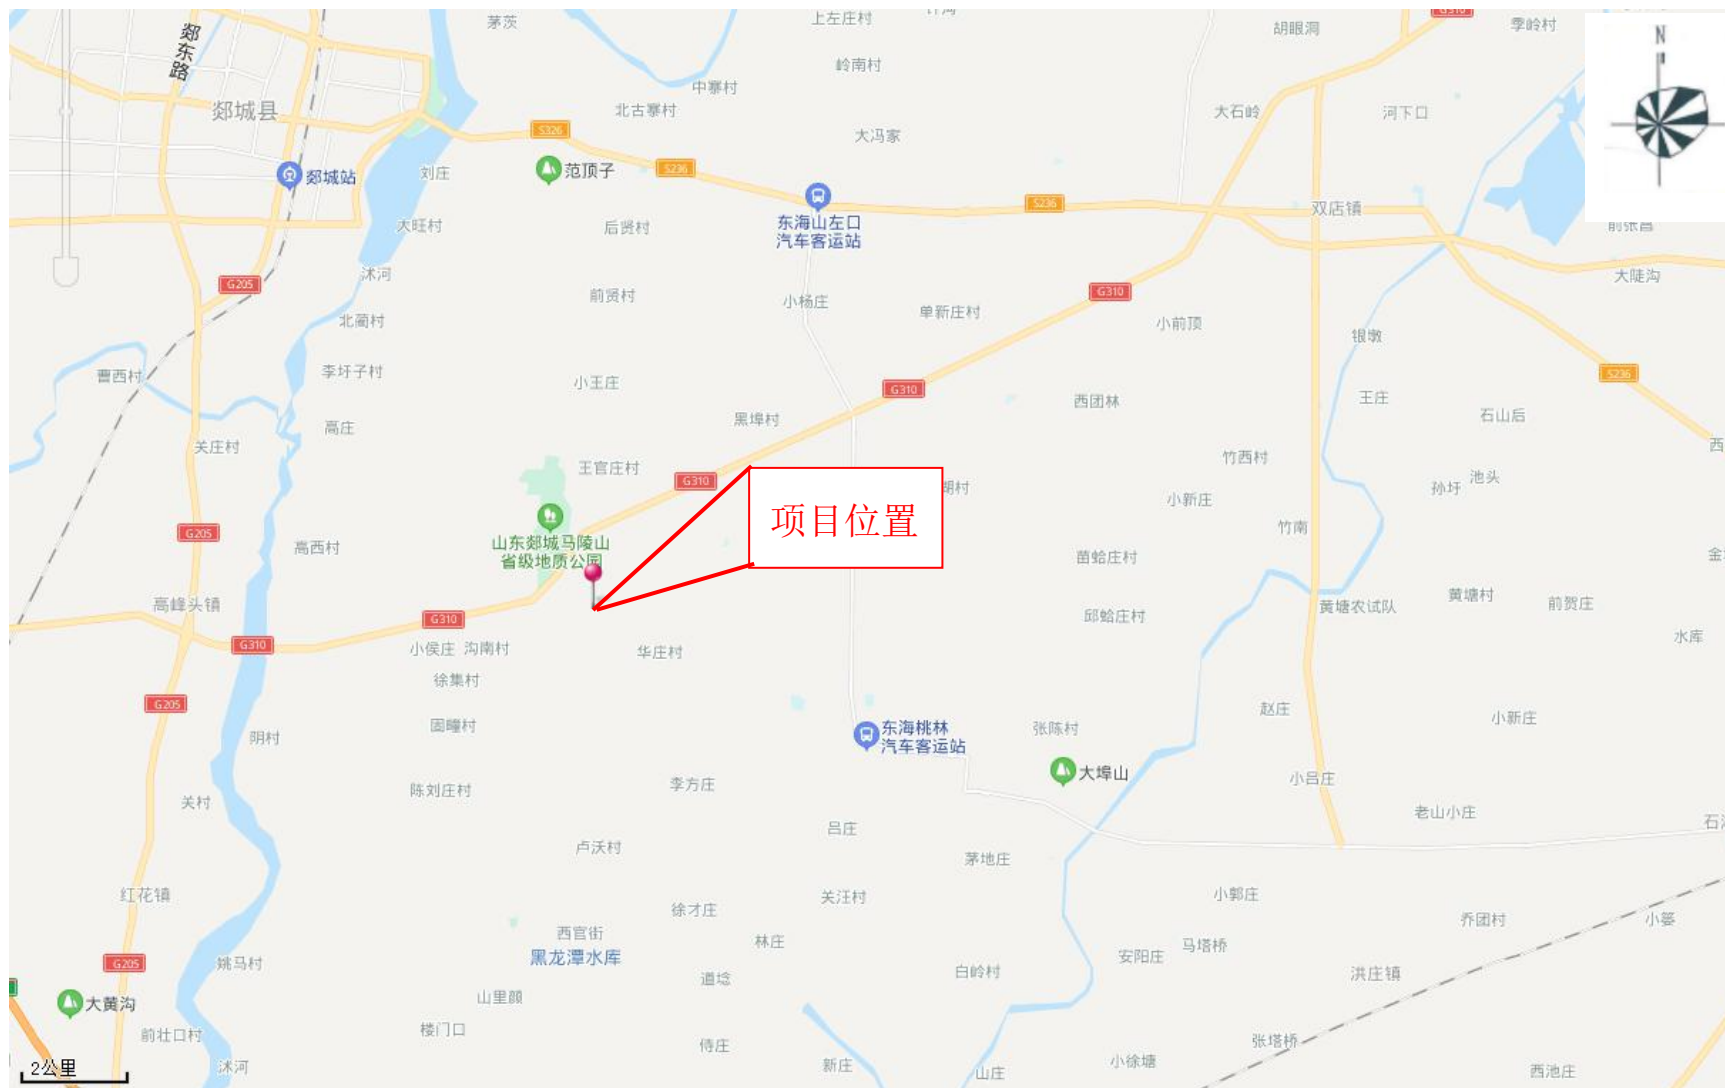 茅茨
上左庄村
G310
胡眼洞
季岭村
N
郯东路
岭南村
中寨村
北古寨村
郯城县
大冯家
大石岭
河下口
S326
范顶子
S236
郯城站
刘庄
S236
双店镇
东海山左口
汽车客运站
大旺村
后贤村
前张昌
沭河
大陡沟
G205
前贤村
小杨庄
G310
单新庄村
小前顶
北蔺村
银墩
曹西村
李圩子村
小王庄
G310
S236
西团林
王庄
高庄
黑埠村
石山后
关庄村
西
王官庄村
竹西村
G310
湖村
小新庄
孙圩
池头
项目位置
G205
高西村
竹南
山东郯城马陵山
省级地质公园
苗蛤庄村
高峰头镇
G310
邱蛤庄村
黄塘农试队
黄塘村
前贺庄
G310
小侯庄
沟南村
华庄村
水库
徐集村
G205
固疃村
赵庄
小新庄
阴村
东海桃林
汽车客运站
张陈村
大埠山
小吕庄
陈刘庄村
李方庄
关村
老山小庄
吕庄
卢沃村
茅地庄
红花镇
关汪村
小郭庄
徐才庄
乔团村
小篓
西官街
林庄
马塔桥
黑龙潭水库
安阳庄
G205
姚马村
道埝
白岭村
洪庄镇
大黄沟
山里颜
前壮口村
楼门口
侍庄
张塔桥
2公里
沭河
新庄
山庄
小徐塘
西池庄